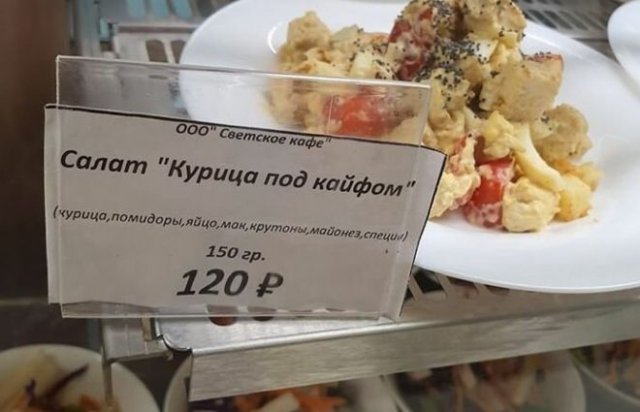 ООО" Светское кафе"
Салат "Курица под кайфом"
(курица,помидоры,яйцо,мак,крутоны,майонез,специи)
150 гр.
120 ₽